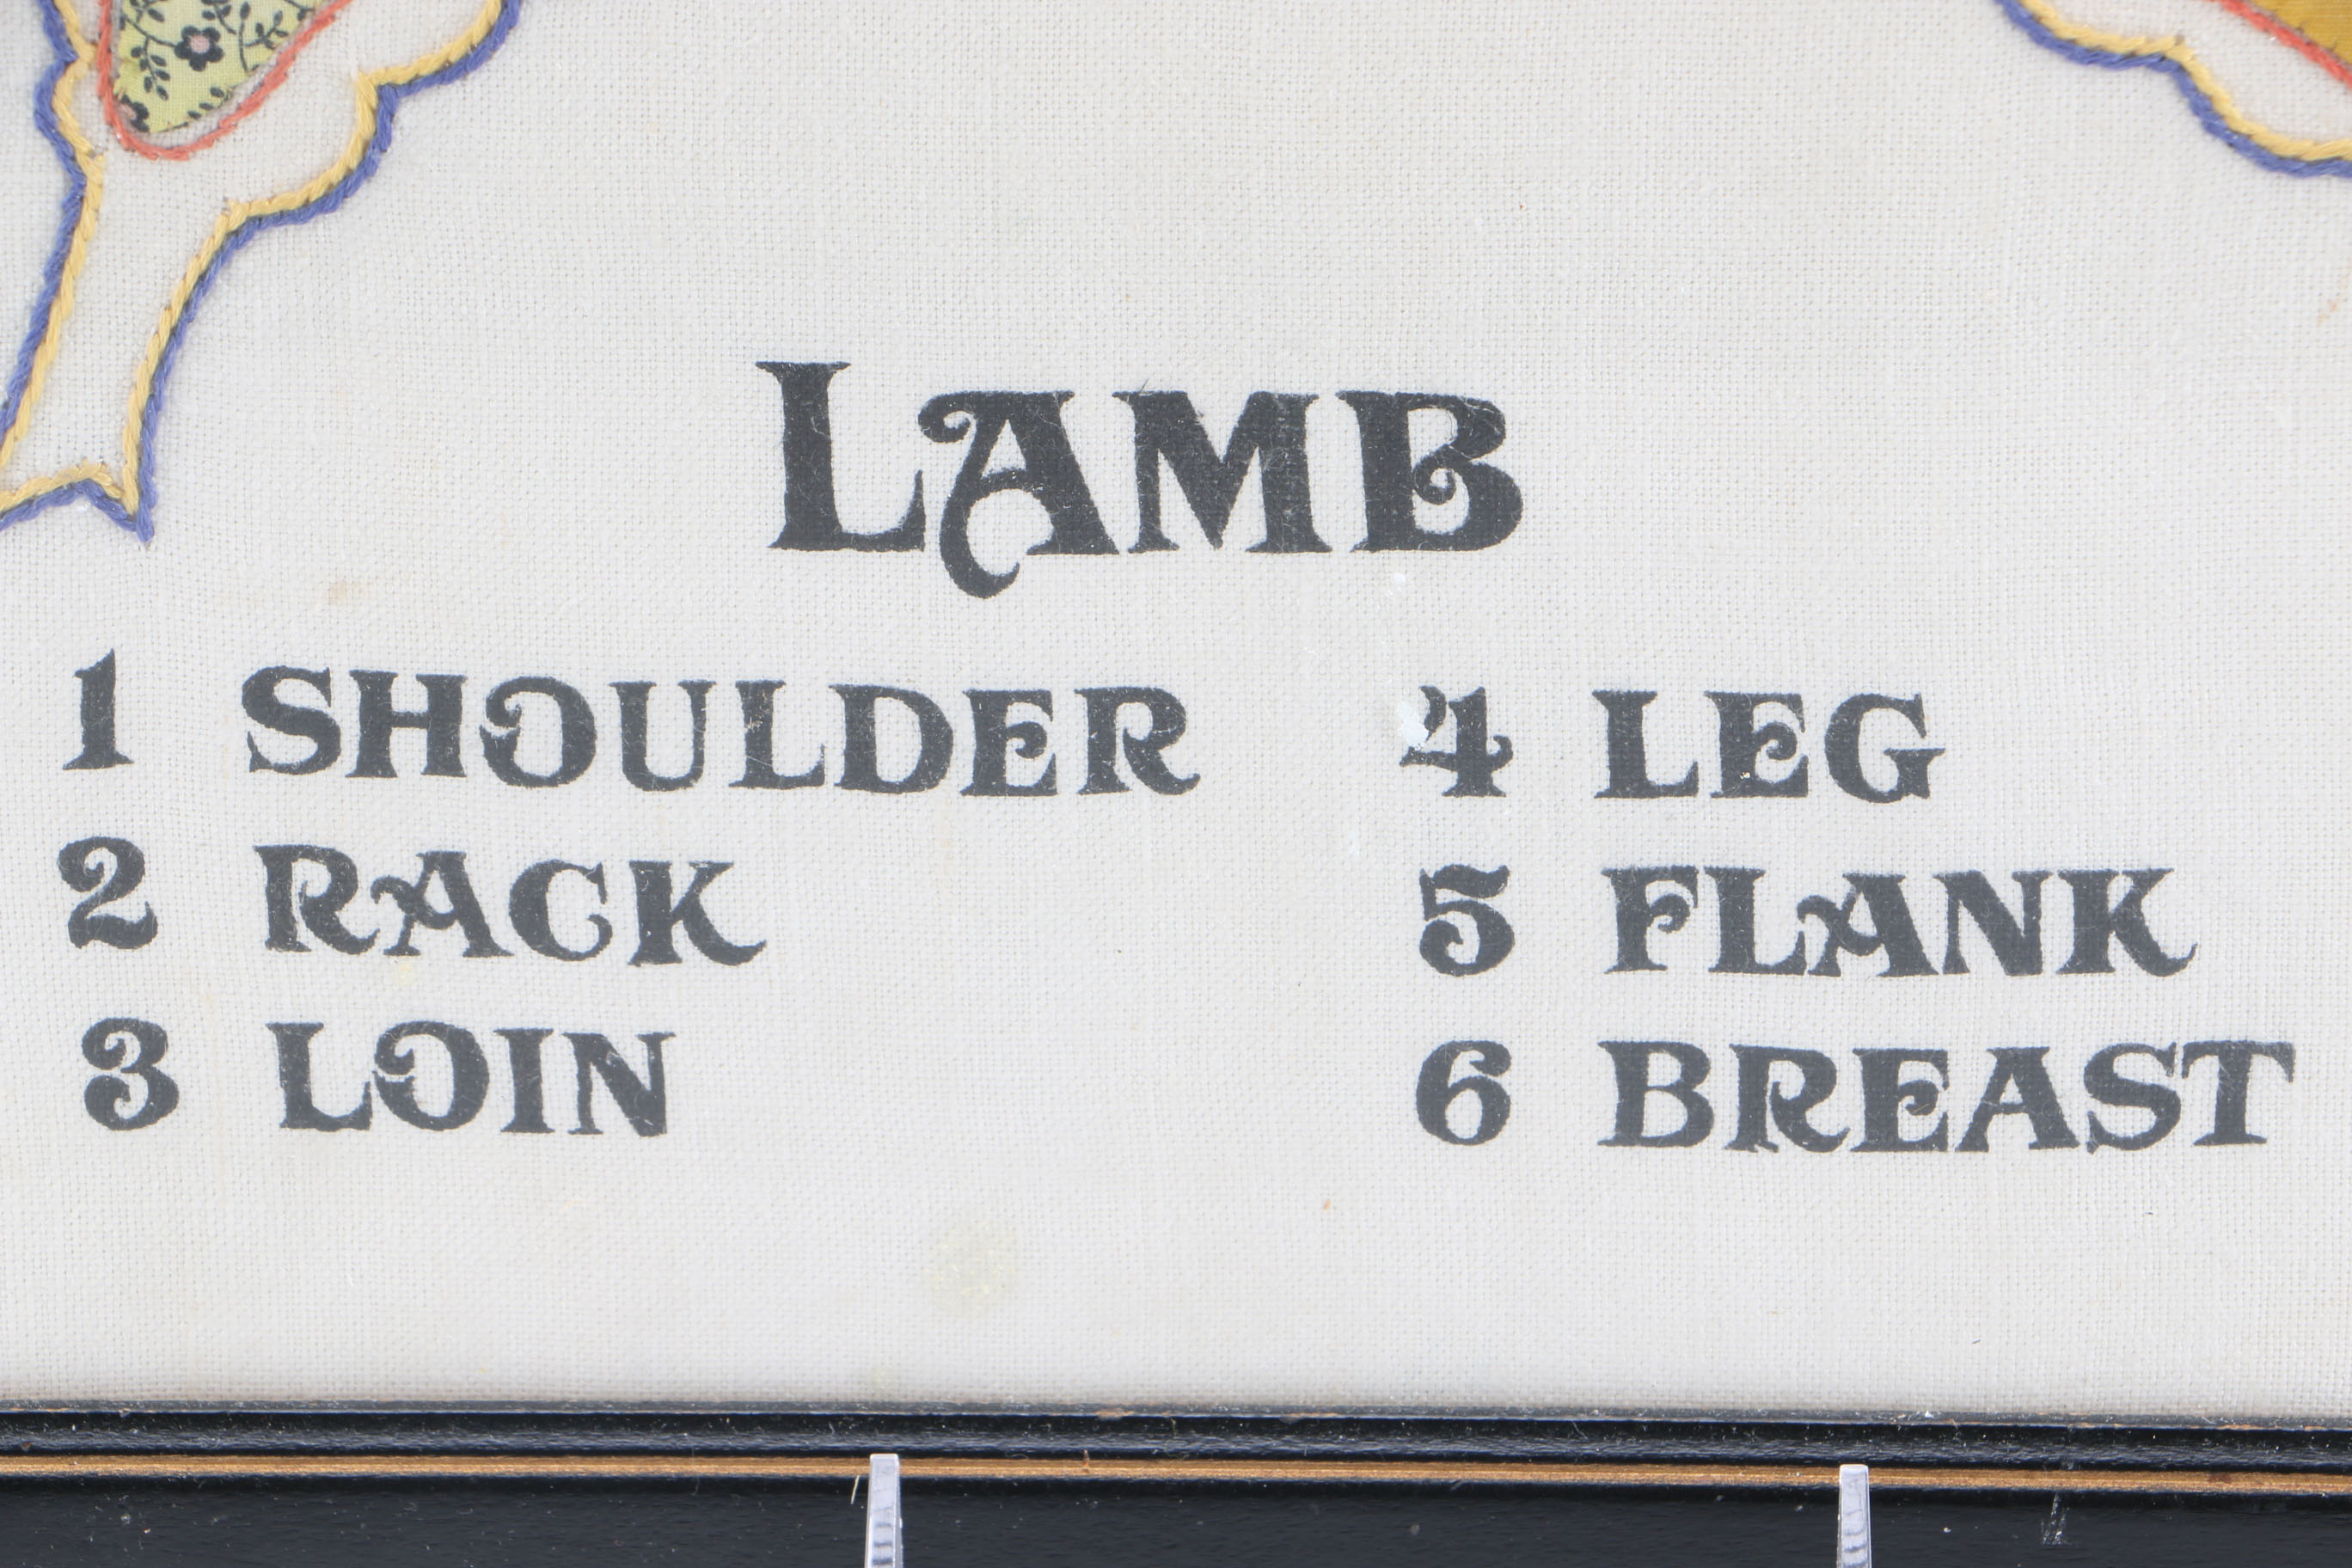 LAMB
1 SHOULDER
2 RACK
3 LOIN
4 LEG
5 FLANK
6 BREAST